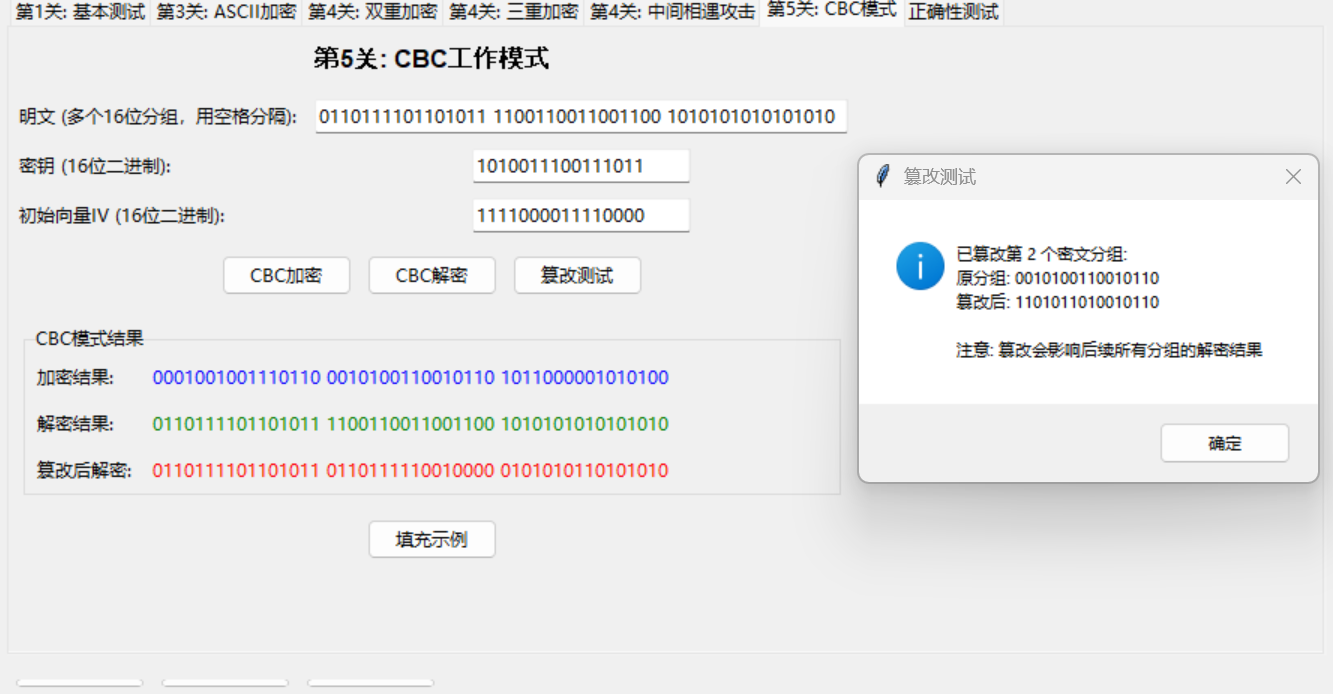 第1关: 基本测试 第3关: ASCII加密 第4关: 双重加密 第4关: 三重加密 第4关: 中间相遇攻击 第5关: CBC模式 正确性测试
第5关: CBC工作模式
明文 (多个16位分组，用空格分隔): 0110111101101011 1100110011001100 1010101010101010
密钥 (16位二进制): 1010011100111011
初始向量IV (16位二进制): 1111000011110000
CBC加密 CBC解密 篡改测试
CBC模式结果
加密结果: 0001001001110110 0010100110010110 1011000001010100
解密结果: 0110111101101011 1100110011001100 1010101010101010
篡改后解密: 0110111101101011 0110111110010000 0101010110101010
填充示例
篡改测试
已篡改第 2 个密文分组:
原分组: 0010100110010110
篡改后: 1101011010010110
注意: 篡改会影响后续所有分组的解密结果
确定